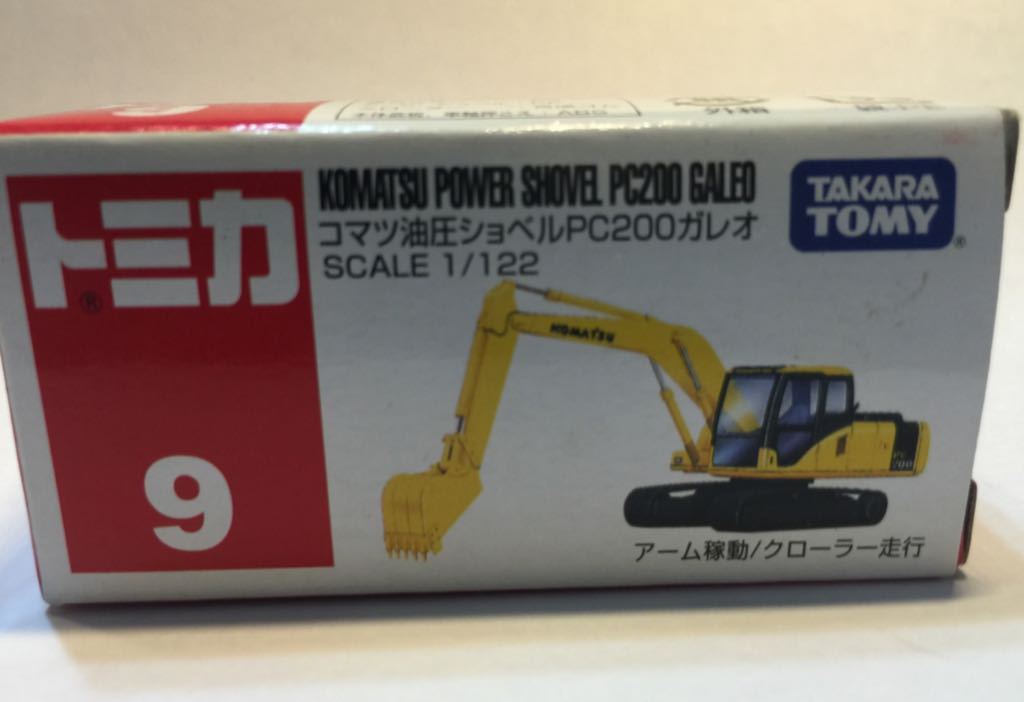 トミカ®
9
KOMATSU POWER SHOVEL PC200 GALEO
コマツ油圧ショベルPC200ガレオ
SCALE 1/122
TAKARA
TOMY®
KOMATSU
PC
200
アーム稼動/クローラー走行